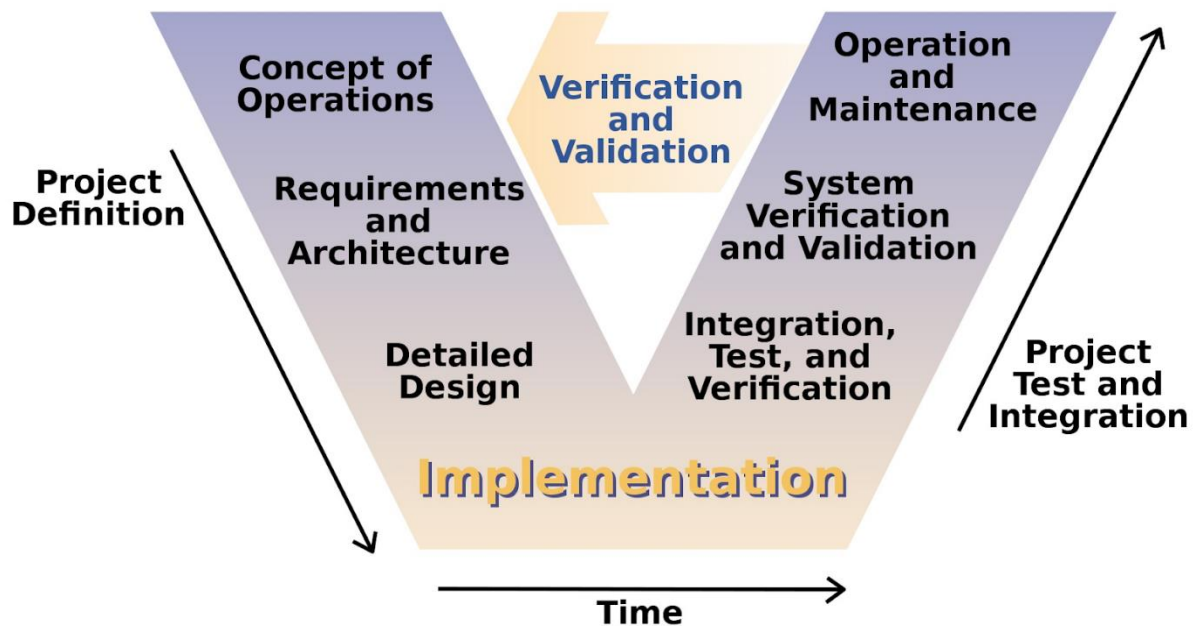 Concept of
Operations
Verification
and
Validation
Operation
and
Maintenance
Project
Definition
Requirements
and
Architecture
System
Verification
and Validation
Detailed
Design
Integration,
Test, and
Verification
Project
Test and
Integration
Implementation
Time